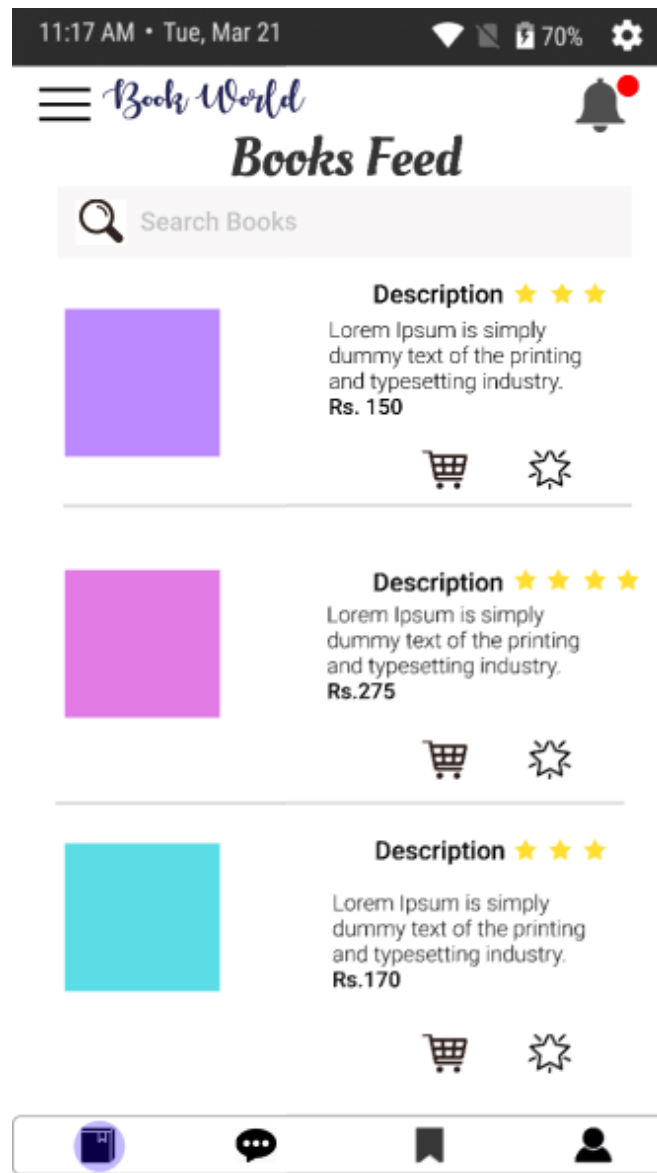 11:17 AM • Tue, Mar 21 70%
Book World
Books Feed
Search Books
Description
Lorem Ipsum is simply
dummy text of the printing
and typesetting industry.
Rs. 150
Description
Lorem Ipsum is simply
dummy text of the printing
and typesetting industry.
Rs.275
Description
Lorem Ipsum is simply
dummy text of the printing
and typesetting industry.
Rs.170